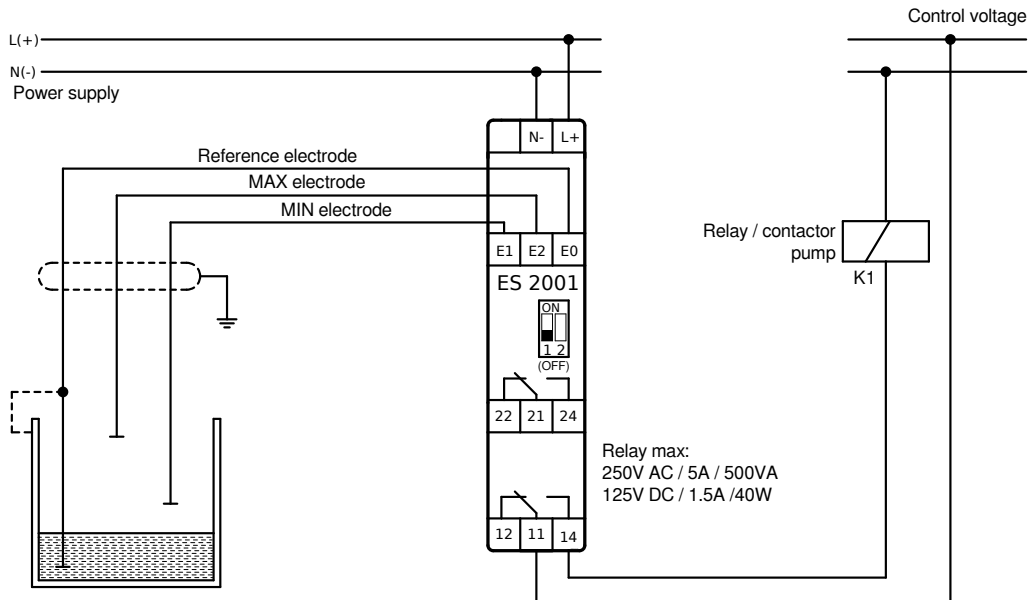 Control voltage
L(+)
N(-)
Power supply
N- L+
Reference electrode
MAX electrode
MIN electrode
E1 E2 E0
Relay / contactor
pump
K1
ES 2001
ON
1 2
(OFF)
22 21 24
Relay max:
250V AC / 5A / 500VA
125V DC / 1.5A /40W
12 11 14